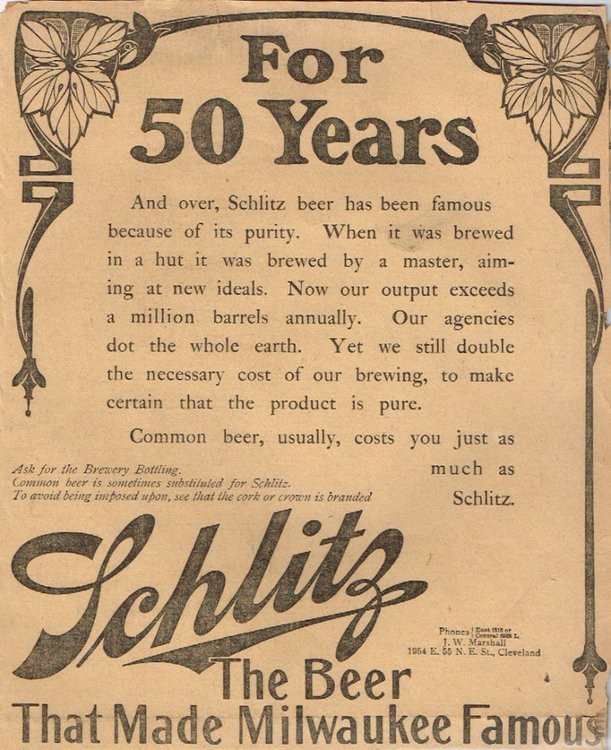 For
50 Years
And over, Schlitz beer has been famous
because of its purity. When it was brewed
in a hut it was brewed by a master, aim-
ing at new ideals. Now our output exceeds
a million barrels annually. Our agencies
dot the whole earth. Yet we still double
the necessary cost of our brewing, to make
certain that the product is pure.
Common beer, usually, costs you just as
much as
Schlitz.
Ask for the Brewery Bottling.
Common beer is sometimes substituted for Schlitz.
To avoid being imposed upon, see that the cork or crown is branded
Schlitz
Phones
J. W. Marshall
1954 E. 55 N. E. St., Cleveland
The Beer
That Made Milwaukee Famous